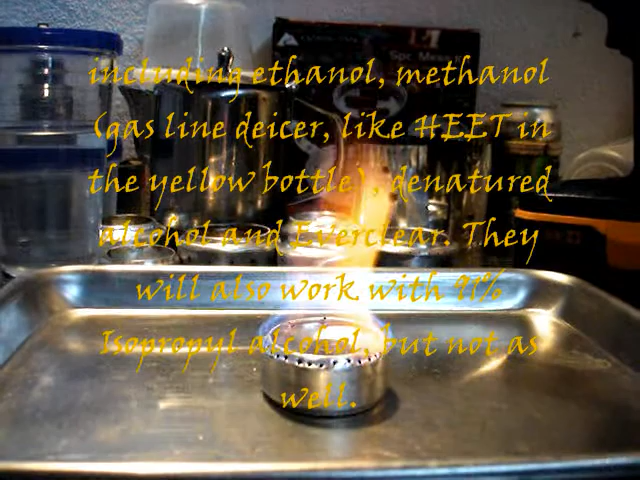 including ethanol, methanol
(gas line deicer, like HEET in
the yellow bottle), denatured
alcohol and Everclear. They
will also work with 91%
Isopropyl alcohol, but not as
well.